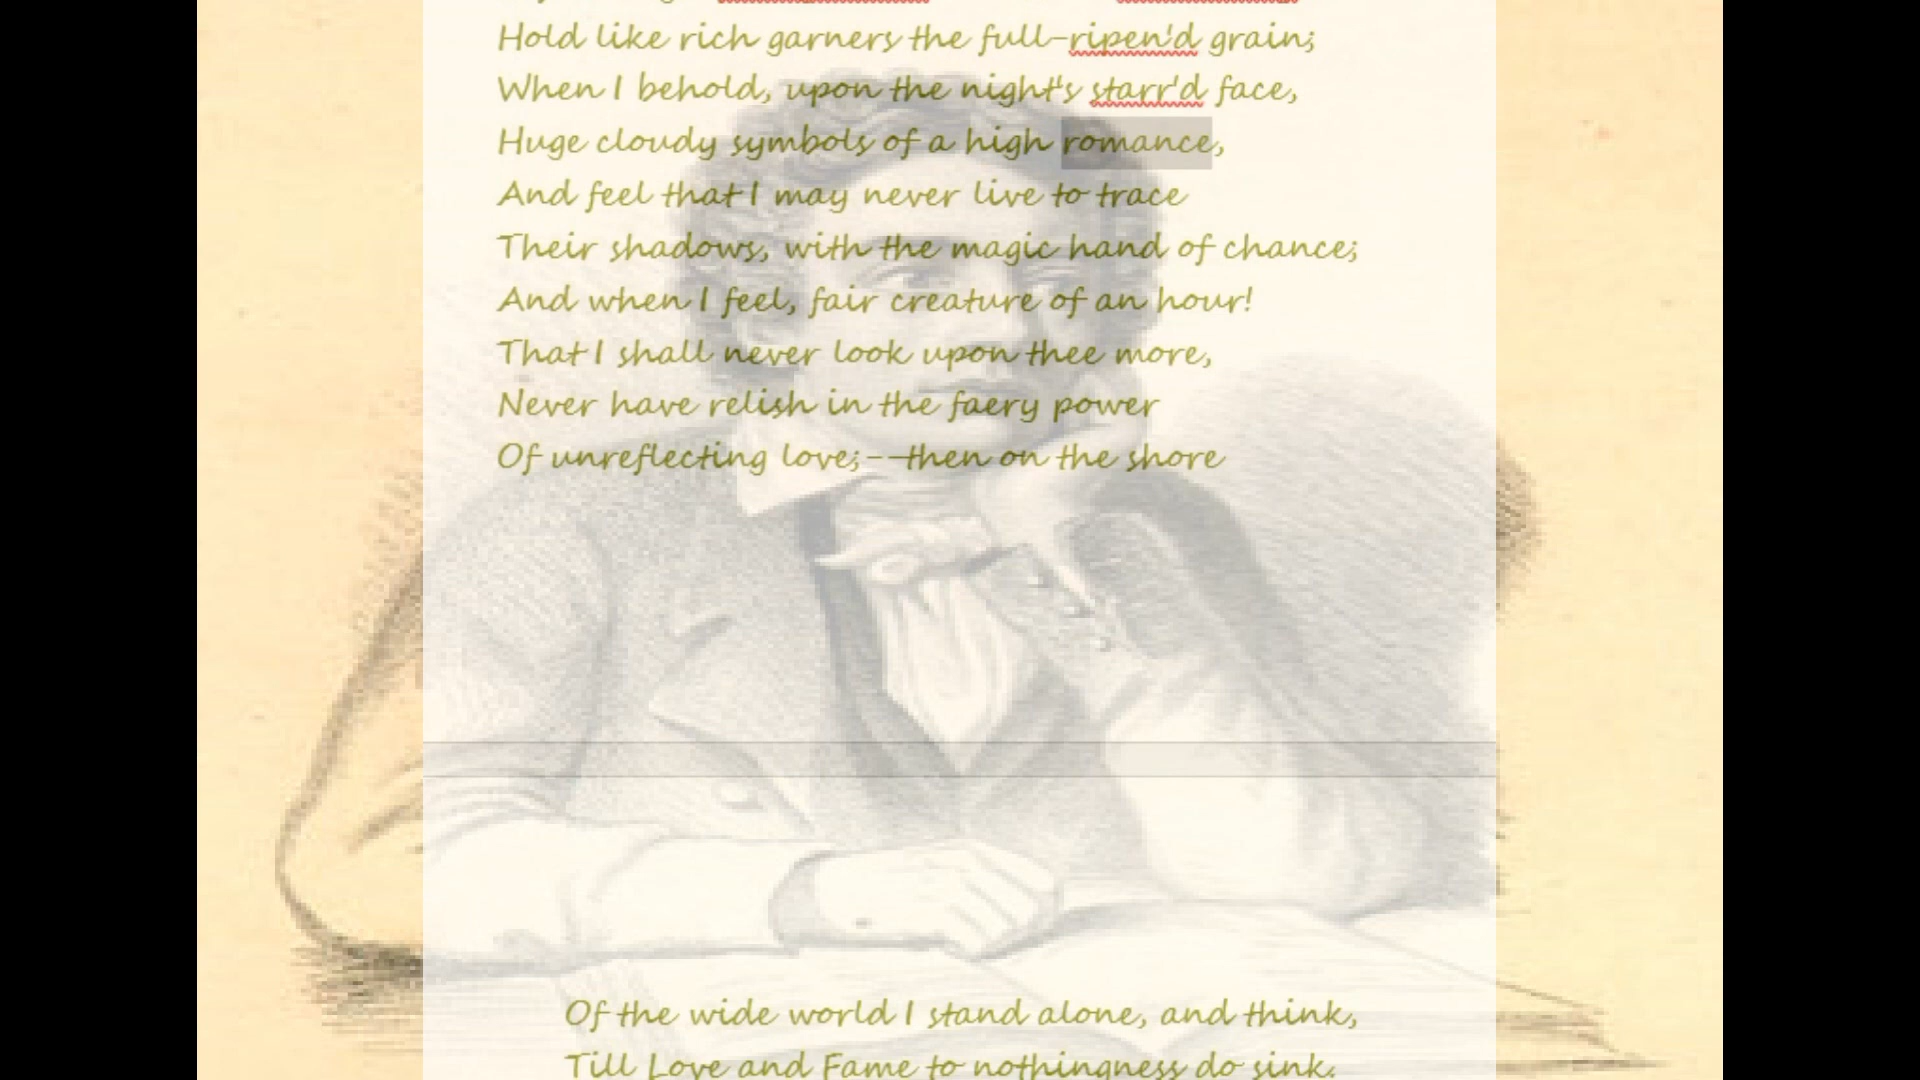 Hold like rich garners the full-ripen'd grain;
When I behold, upon the night's starr'd face,
Huge cloudy symbols of a high romance,
And feel that I may never live to trace
Their shadows, with the magic hand of chance;
And when I feel, fair creature of an hour!
That I shall never look upon thee more,
Never have relish in the faery power
Of unreflecting love;--then on the shore
Of the wide world I stand alone, and think,
Till Love and Fame to nothingness do sink.